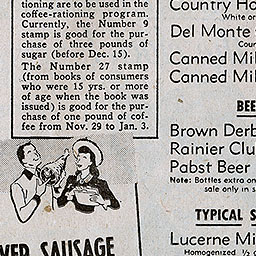 tioning are to be used in the
coffee-rationing program.
Currently, the Number 9
stamp is good for the pur-
chase of three pounds of
sugar (before Dec. 15).
The Number 27 stamp
(from books of consumers
who were 15 yrs. or more
of age when the book was
issued) is good for the pur-
chase of one pound of cof-
fee from Nov. 29 to Jan. 3.
SAUSAGE
Country Ho
White or
Del Monte
Cour
Canned Mil
Canned Mil
BEE
Brown Derb
Rainier Clu
Pabst Beer
Note: Bottles extra on
sale only in s
TYPICAL S
Lucerne Mi
Homogenized ½ g